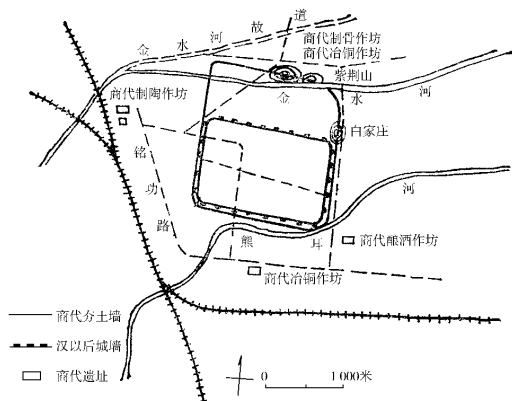 金水河故道
商代制骨作坊
商代冶铜作坊
紫荆山
金水河
商代制陶作坊
白家庄
铭功路
熊耳河
商代酿酒作坊
商代冶铜作坊
商代夯土墙
汉以后城墙
商代遗址
0 1000米